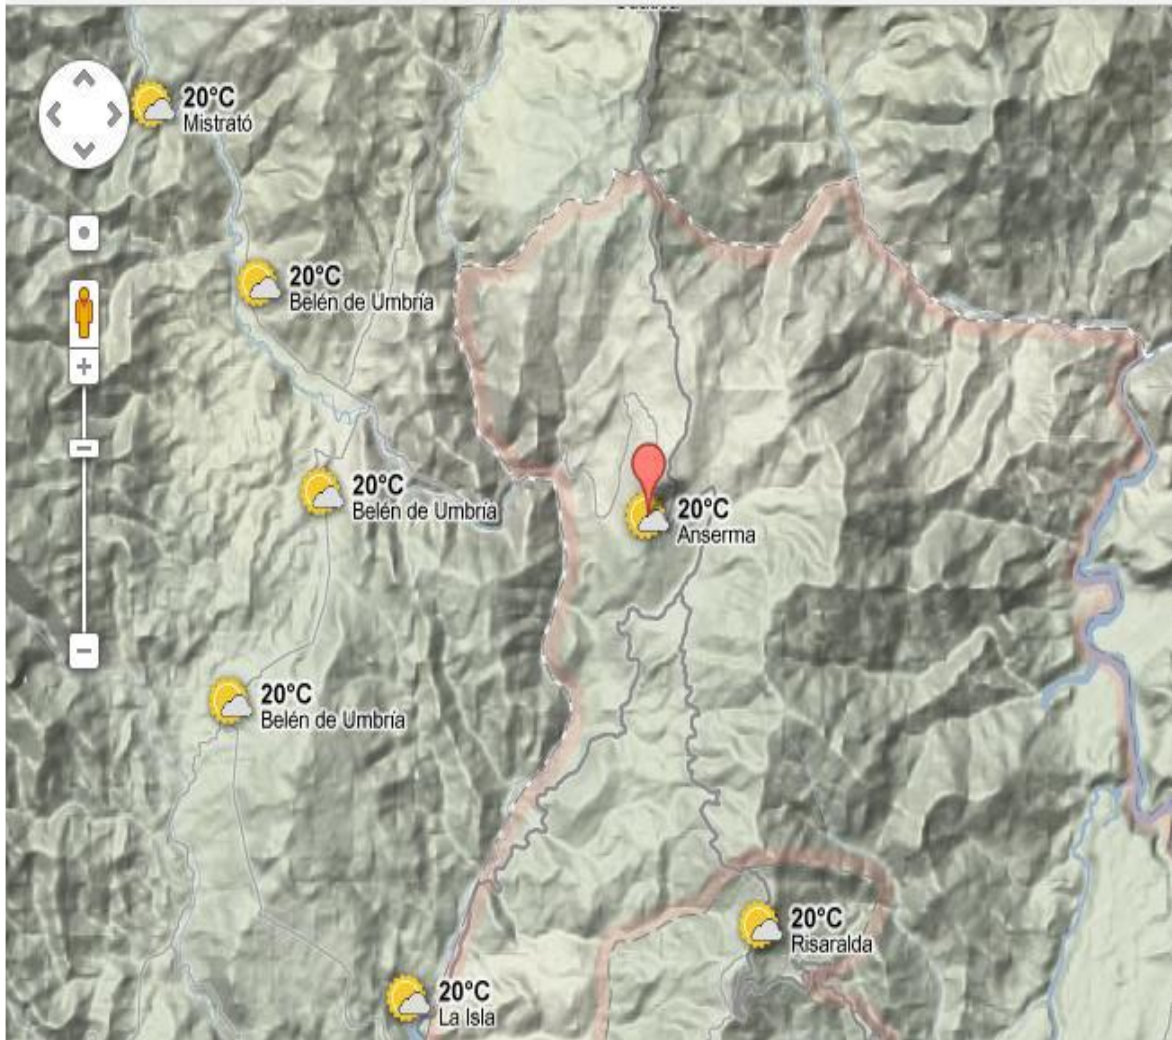 20°C
Mistrató
20°C
Belén de Umbría
20°C
Belén de Umbría
20°C
Anserma
20°C
Belén de Umbría
20°C
Risaralda
20°C
La Isla